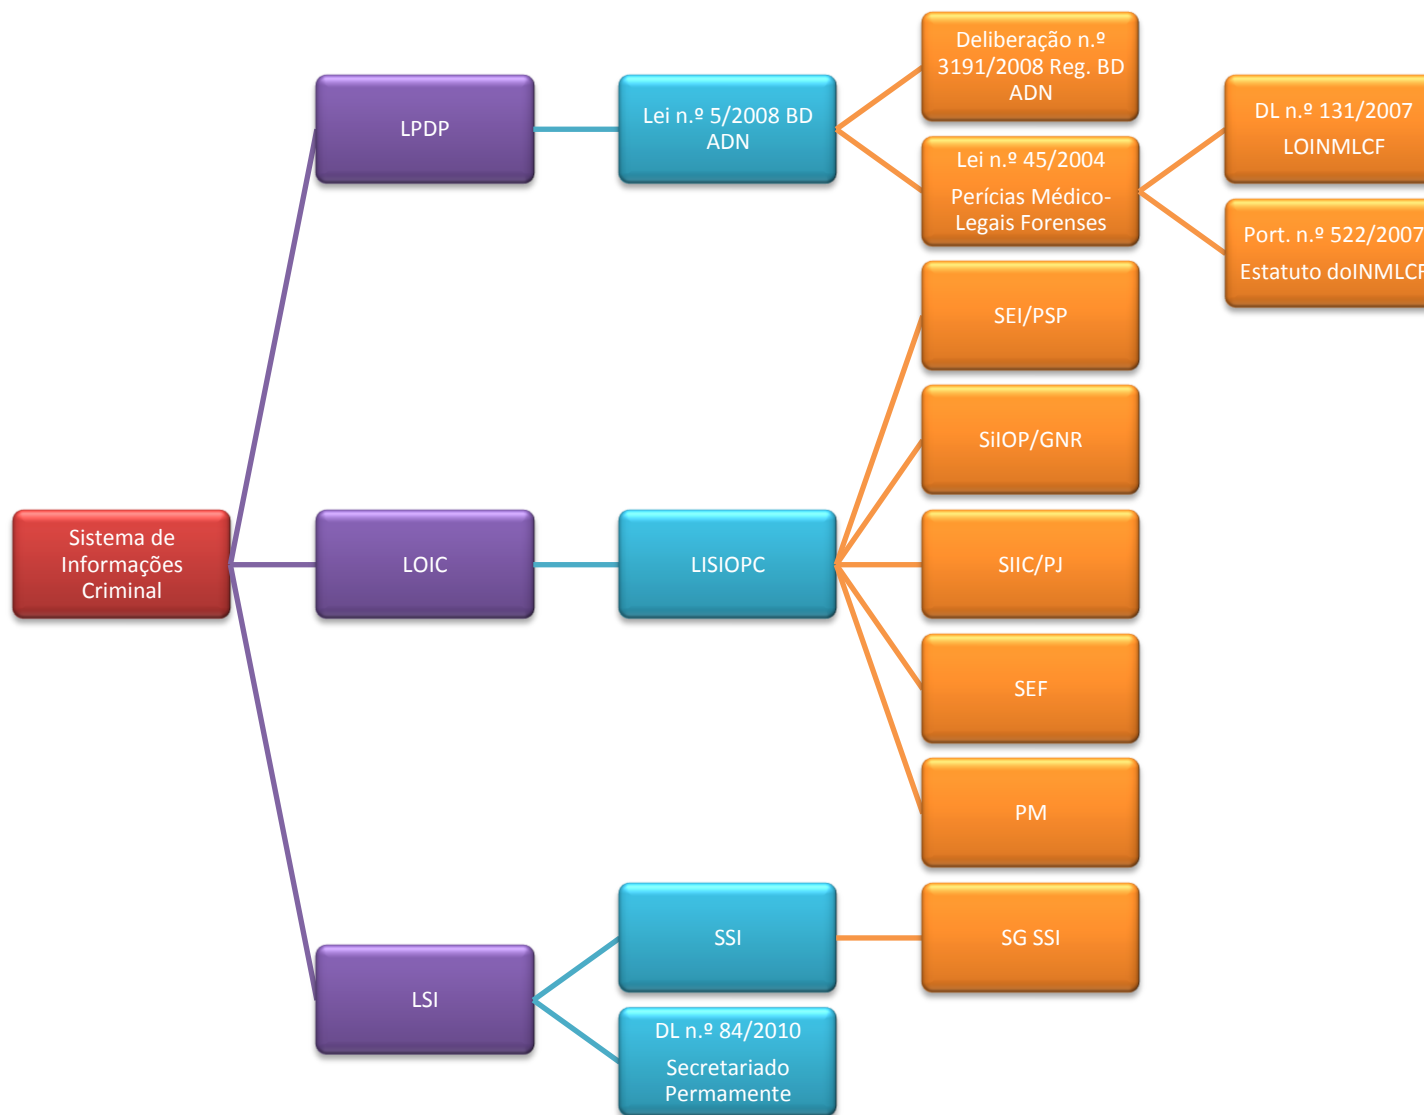 Sistema de
Informações
Criminal
LPDP
Lei n.º 5/2008 BD
ADN
Deliberação n.º
3191/2008 Reg. BD
ADN
Lei n.º 45/2004
Perícias Médico-
Legais Forenses
DL n.º 131/2007
LOINMLCF
Port. n.º 522/2007
Estatuto doINMLCF
LOIC
LISIOPC
SEI/PSP
SiIOP/GNR
SIIC/PJ
SEF
PM
LSI
SSI
SG SSI
DL n.º 84/2010
Secretariado
Permamente